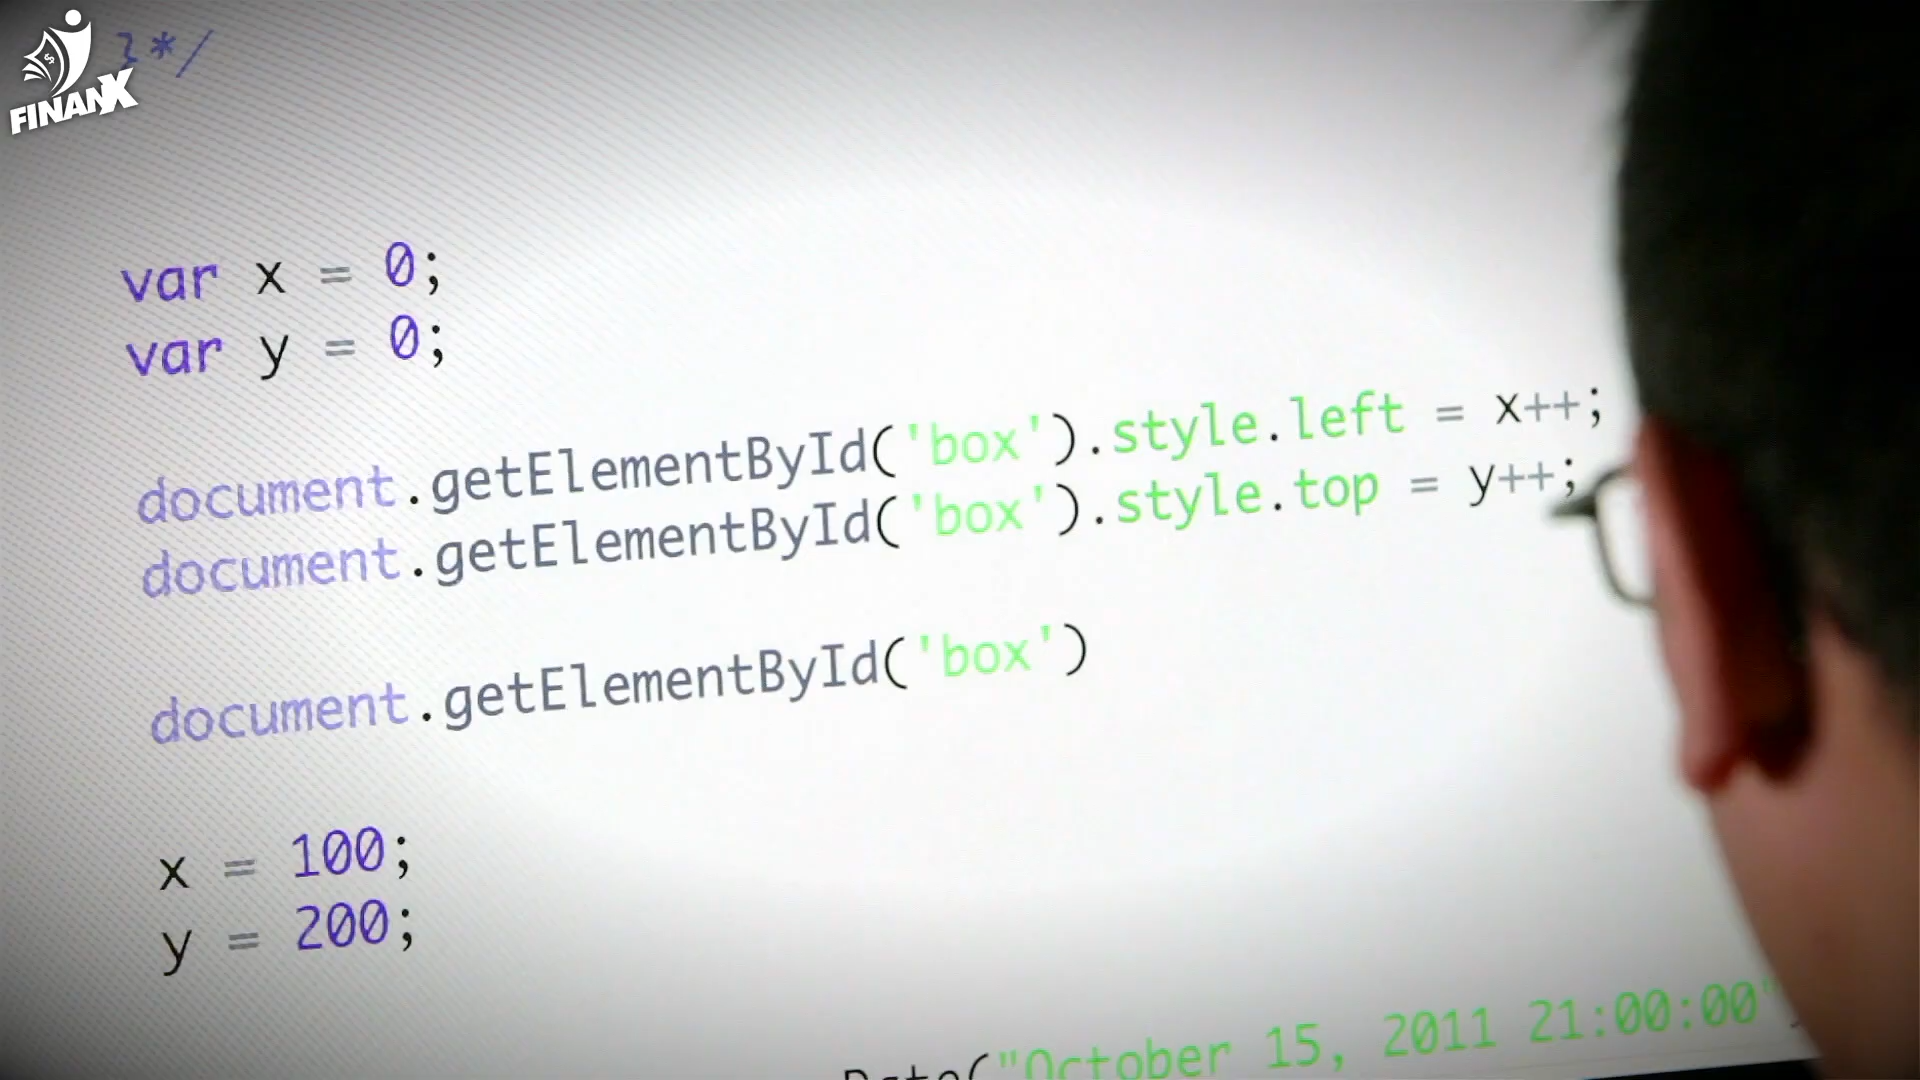 FINANX
}*/
var x = 0;
var y = 0;
document.getElementById('box').style.left = x++;
document.getElementById('box').style.top = y++;
document.getElementById('box')
x = 100;
y = 200;
Date("October 15, 2011 21:00:00"